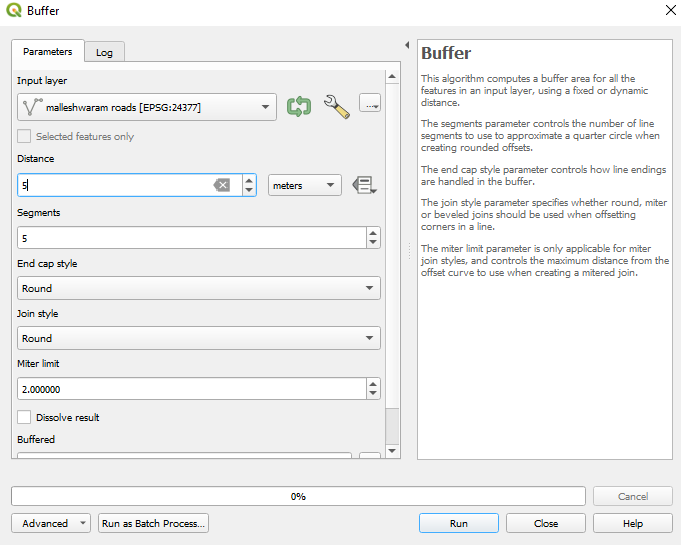 Buffer
Parameters
Log
Input layer
malleshwaram roads [EPSG:24377]
...
Selected features only
Distance
5
meters
Segments
5
End cap style
Round
Join style
Round
Miter limit
2.000000
Dissolve result
Buffered
Buffer
This algorithm computes a buffer area for all the
features in an input layer, using a fixed or dynamic
distance.
The segments parameter controls the number of line
segments to use to approximate a quarter circle when
creating rounded offsets.
The end cap style parameter controls how line endings
are handled in the buffer.
The join style parameter specifies whether round, miter
or beveled joins should be used when offsetting
corners in a line.
The miter limit parameter is only applicable for miter
join styles, and controls the maximum distance from the
offset curve to use when creating a mitered join.
0%
Cancel
Advanced
Run as Batch Process...
Run
Close
Help